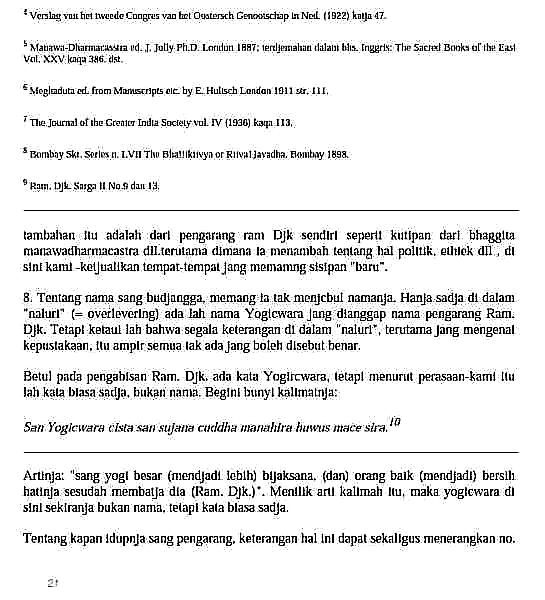 4 Verslag van het tweede Congres van het Oostersch Genootschap in Ned. (1922) katja 47.
5 Manawa-Dharmacasstra ed. J. Jolly Ph.D. London 1887; terdjemahan dalam bhs. Inggris: The Sacred Books of the East
Vol. XXV kaqa 386. dst.
6 Meghaduta ed. from Manuscripts etc. by E. Hultsch London 1911 str. 111.
7 The Journal of the Greater India Society vol. IV (1936) kaqa 113.
8 Bombay Skt. Series n. LVII The Bhattikavya or Ravavadha. Bombay 1898.
9 Ram. Djk. Sarga II No.9 dan 13.
tambahan itu adalah dari pengarang ram Djk sendiri seperti kutipan dari bhaggita
manawadharmacastra dll.terutama dimana ia menambah tentang hal politik, ethiek dll., di
sini kami -ketjualikan tempat-tempat jang memamng sisipan "baru".
8. Tentang nama sang budjangga, memang ia tak menjebul namanja. Hanja sadja di dalam
"naluri" (= overlevering) ada lah nama Yogicwara jang dianggap nama pengarang Ram.
Djk. Tetapi ketaui lah bahwa segala keterangan di dalam "naluri", terutama jang mengenai
kepustakaan, itu ampir semua tak ada jang boleh disebut benar.
Betul pada pengabisan Ram. Djk. ada kata Yogircwara, tetapi menurut perasaan-kami itu
lah kata biasa sadja, bukan nama. Begini bunyi kalimatnja:
San Yogicwara cista san sujana cuddha manahira huwus mace sira.10
Artinja: "sang yogi besar (mendjadi lebih) bijaksana, (dan) orang baik (mendjadi) bersih
hatinja sesudah membatja dia (Ram. Djk.)". Menilik arti kalimah itu, maka yogicwara di
sini sekiranja bukan nama, tetapi kata biasa sadja.
Tentang kapan idupnja sang pengarang, keterangan hal ini dapat sekaligus menerangkan no.
21